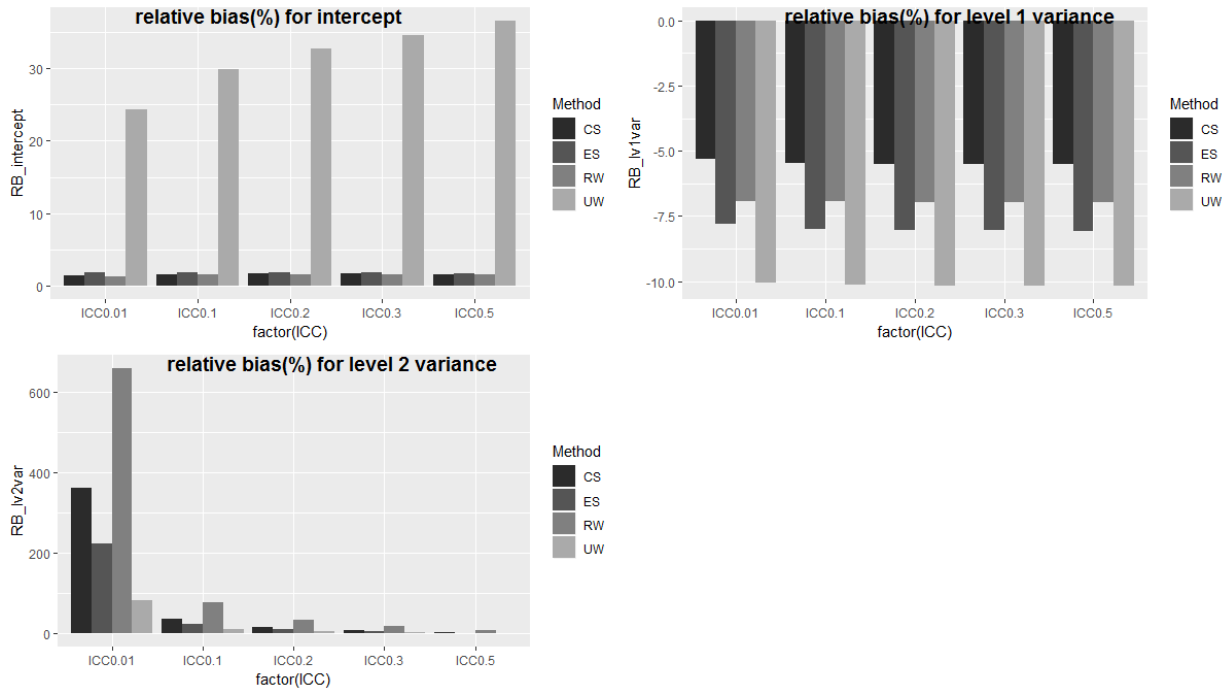 relative bias(%) for intercept
RB_intercept
30
20
10
0
ICC0.01 ICC0.1 ICC0.2 ICC0.3 ICC0.5
factor(ICC)
Method
CS
ES
RW
UW
relative bias(%) for level 1 variance
RB_lv1var
0.0
-2.5
-5.0
-7.5
-10.0
ICC0.01 ICC0.1 ICC0.2 ICC0.3 ICC0.5
factor(ICC)
Method
CS
ES
RW
UW
relative bias(%) for level 2 variance
RB_lv2var
600
400
200
0
ICC0.01 ICC0.1 ICC0.2 ICC0.3 ICC0.5
factor(ICC)
Method
CS
ES
RW
UW